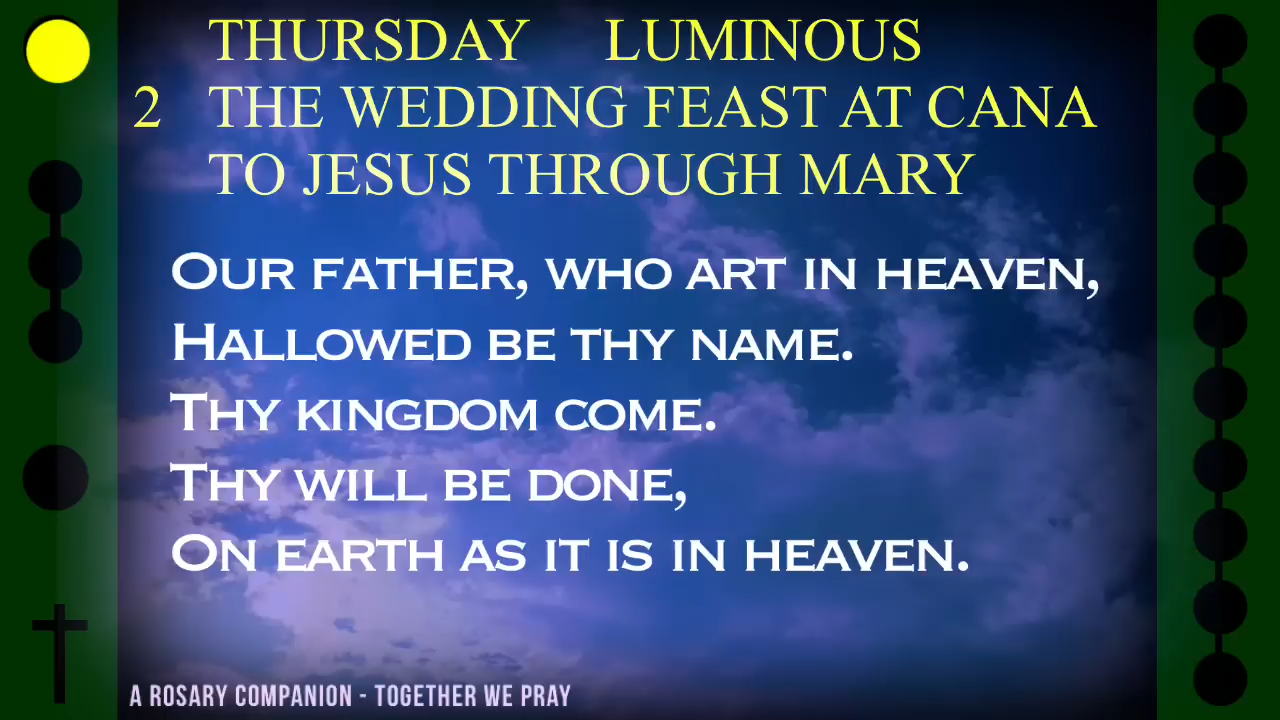 THURSDAY LUMINOUS
2 THE WEDDING FEAST AT CANA
TO JESUS THROUGH MARY
OUR FATHER, WHO ART IN HEAVEN,
HALLOWED BE THY NAME.
THY KINGDOM COME.
THY WILL BE DONE,
ON EARTH AS IT IS IN HEAVEN.
A ROSARY COMPANION - TOGETHER WE PRAY